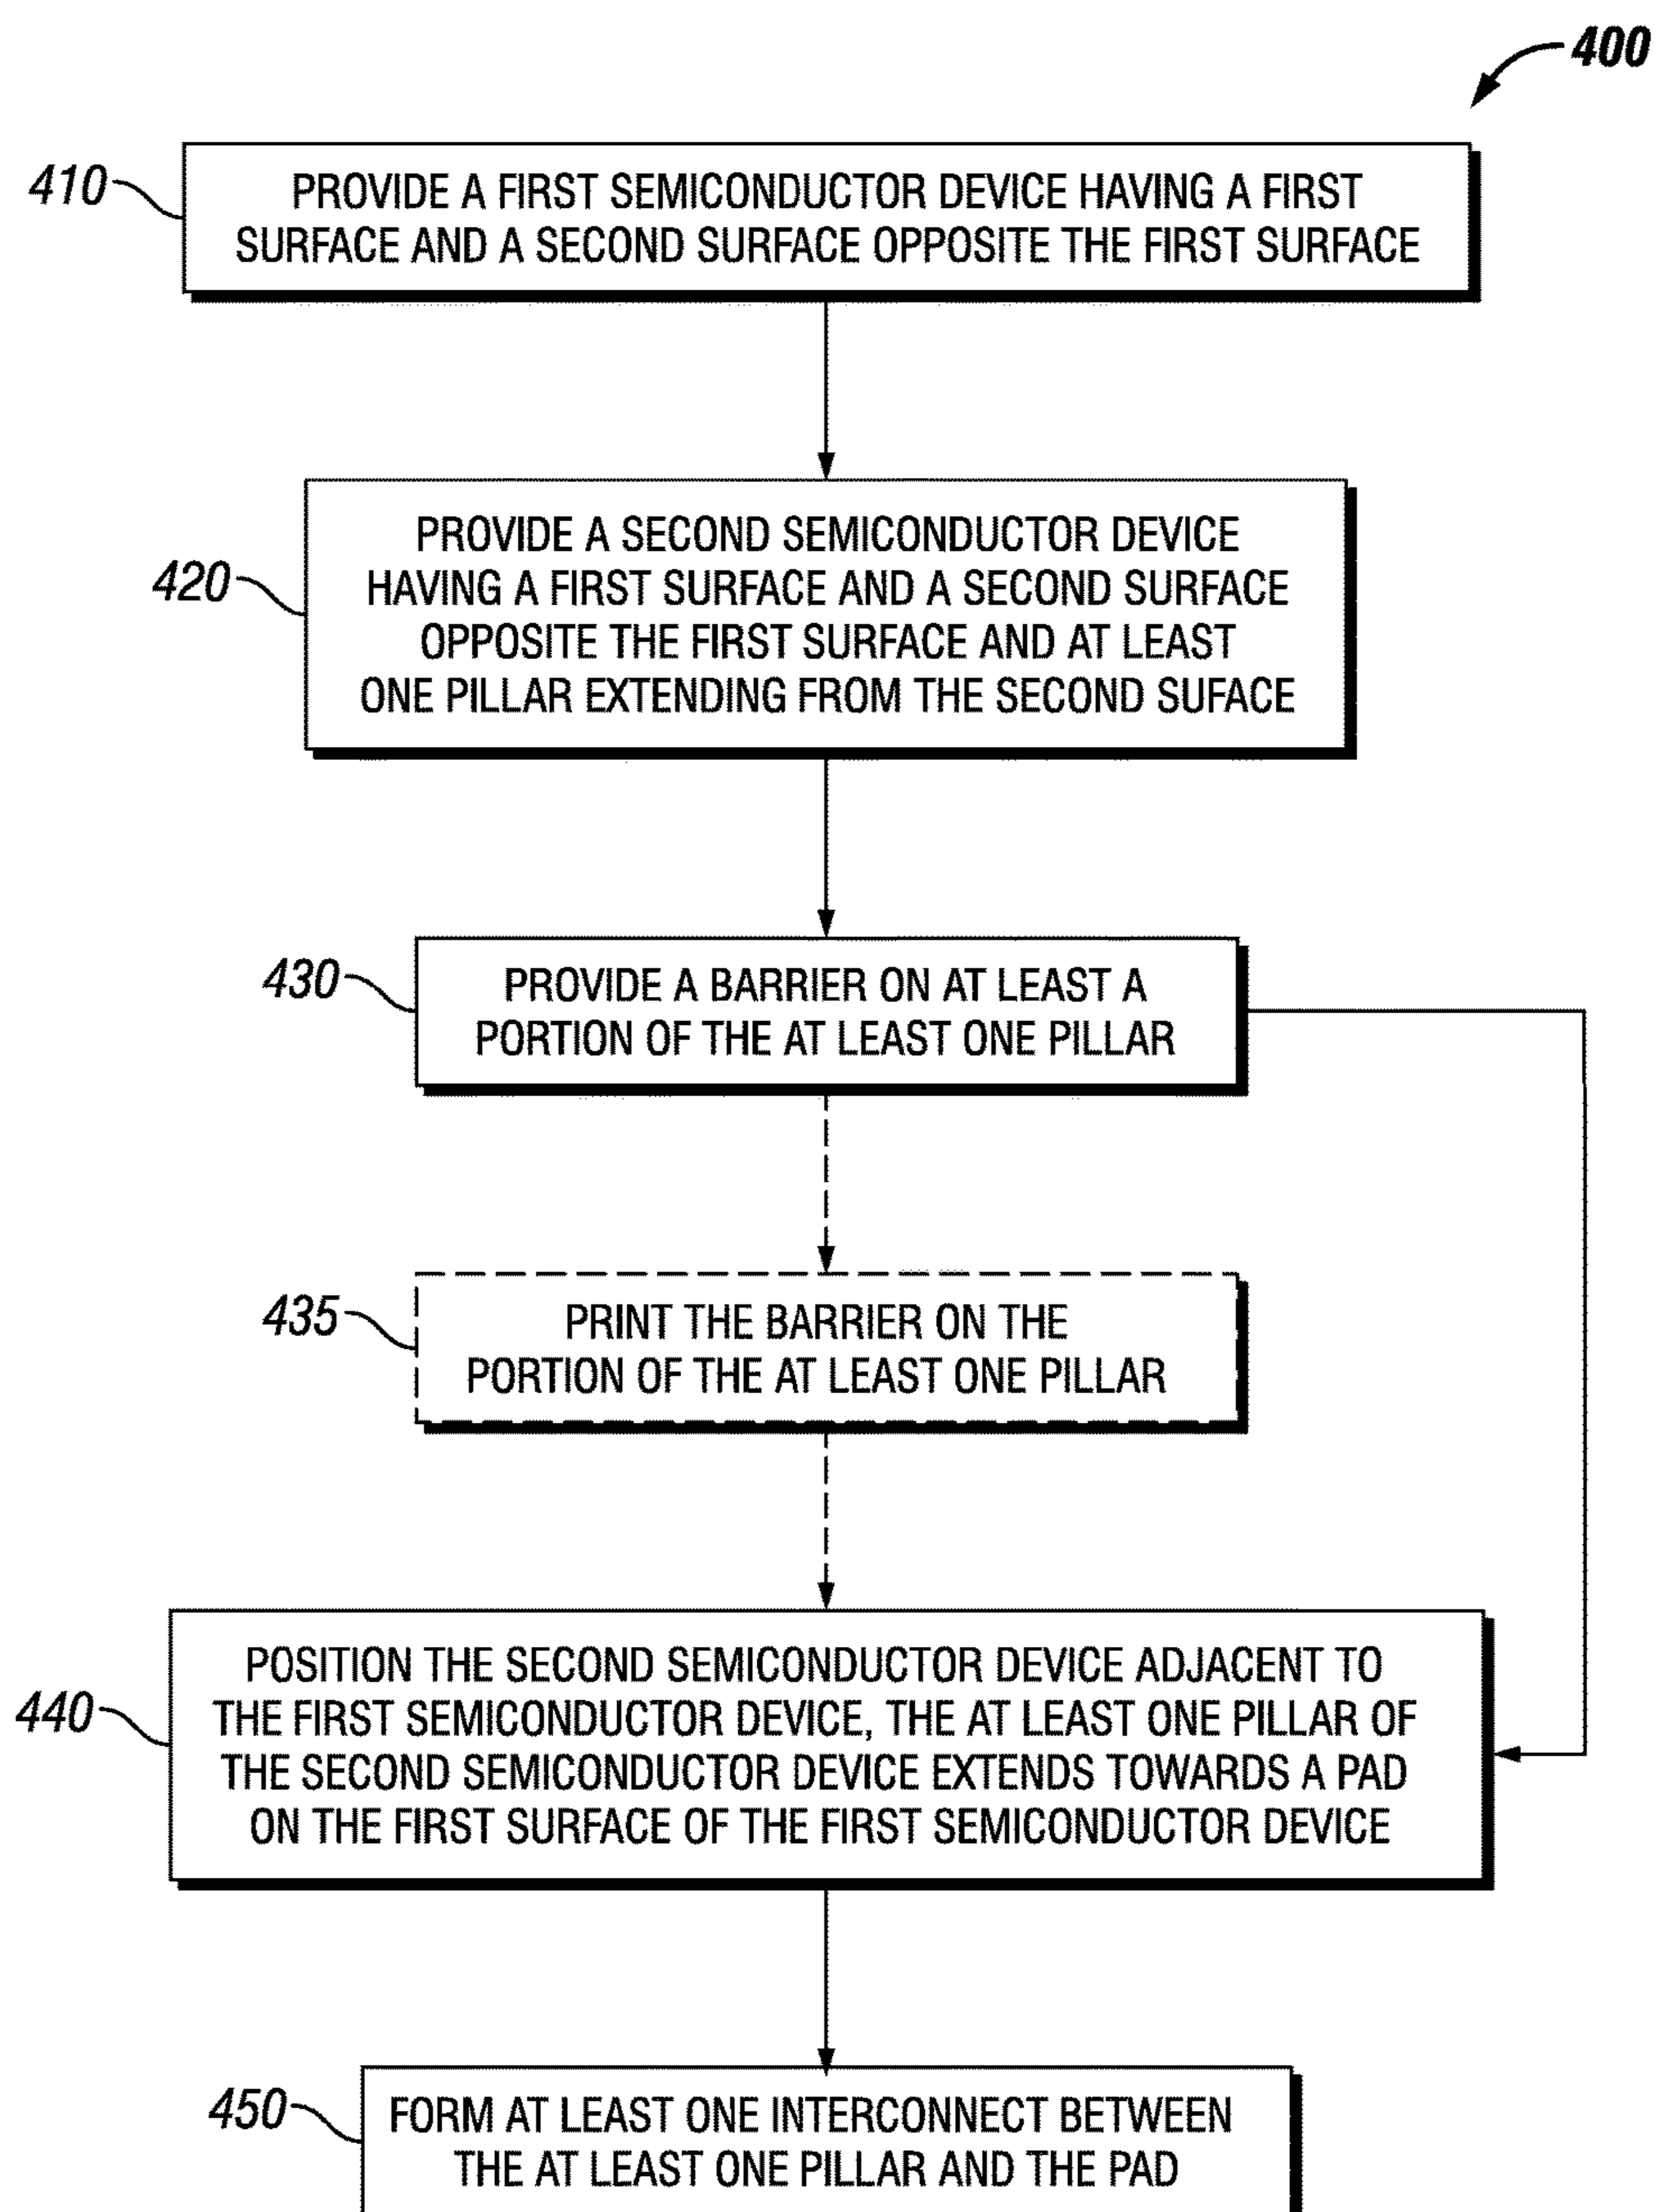 400
410
PROVIDE A FIRST SEMICONDUCTOR DEVICE HAVING A FIRST
SURFACE AND A SECOND SURFACE OPPOSITE THE FIRST SURFACE
420
PROVIDE A SECOND SEMICONDUCTOR DEVICE
HAVING A FIRST SURFACE AND A SECOND SURFACE
OPPOSITE THE FIRST SURFACE AND AT LEAST
ONE PILLAR EXTENDING FROM THE SECOND SUFACE
430
PROVIDE A BARRIER ON AT LEAST A
PORTION OF THE AT LEAST ONE PILLAR
435
PRINT THE BARRIER ON THE
PORTION OF THE AT LEAST ONE PILLAR
440
POSITION THE SECOND SEMICONDUCTOR DEVICE ADJACENT TO
THE FIRST SEMICONDUCTOR DEVICE, THE AT LEAST ONE PILLAR OF
THE SECOND SEMICONDUCTOR DEVICE EXTENDS TOWARDS A PAD
ON THE FIRST SURFACE OF THE FIRST SEMICONDUCTOR DEVICE
450
FORM AT LEAST ONE INTERCONNECT BETWEEN
THE AT LEAST ONE PILLAR AND THE PAD